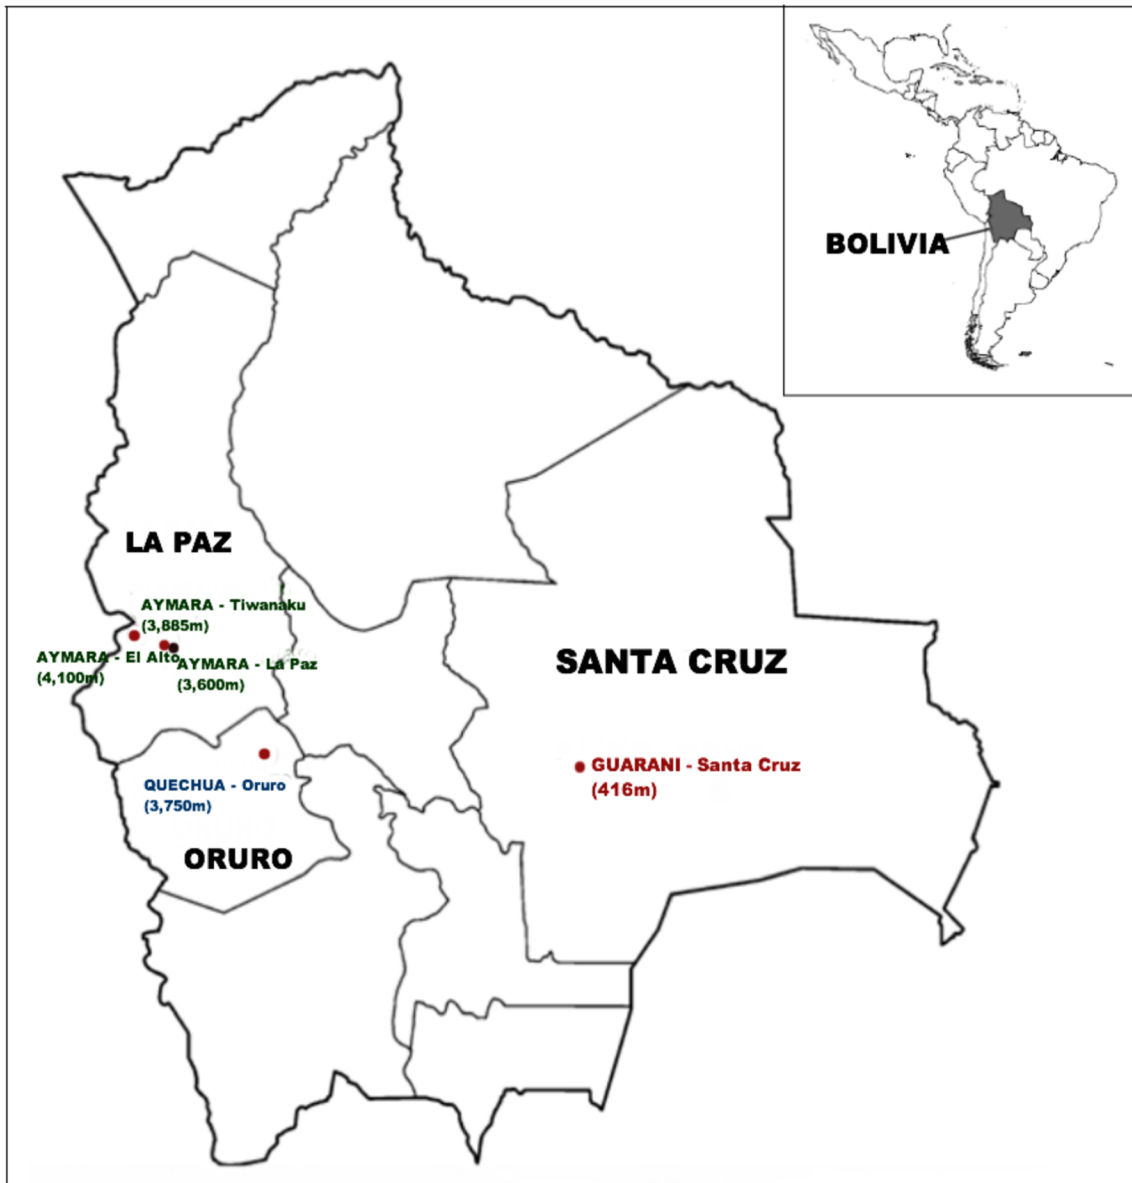 BOLIVIA
LA PAZ
AYMARA - Tiwanaku
(3,885m)
AYMARA - El Alto
(4,100m)
AYMARA - La Paz
(3,600m)
SANTA CRUZ
GUARANI - Santa Cruz
(416m)
QUECHUA - Oruro
(3,750m)
ORURO